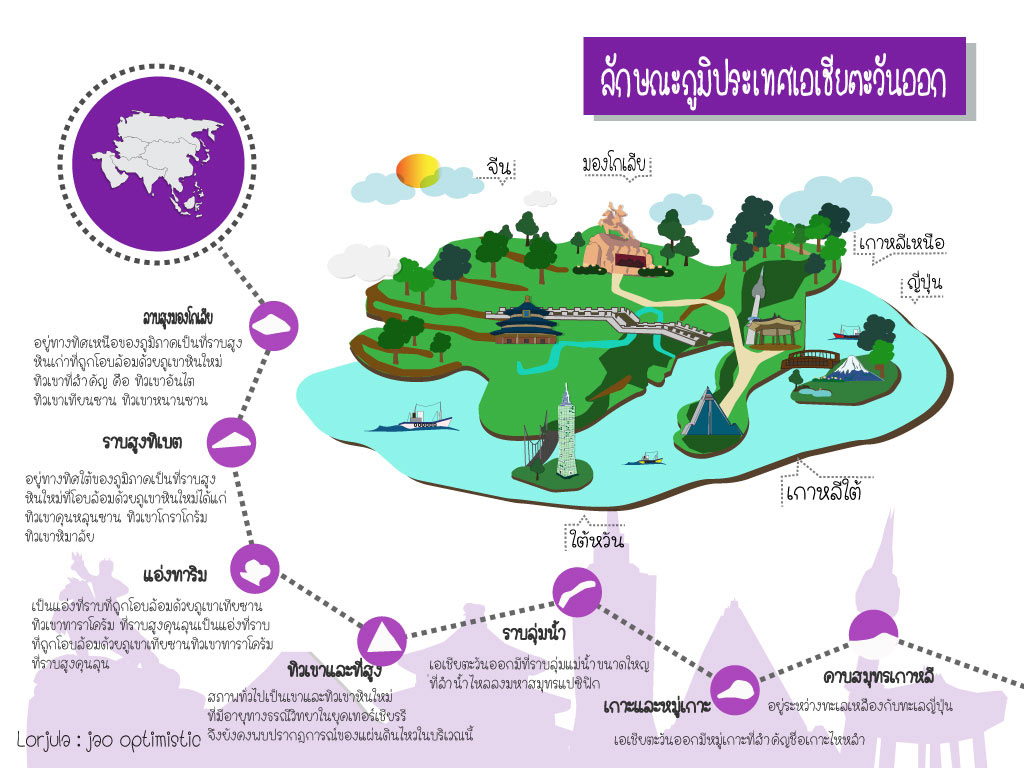 ลักษณะภูมิประเทศเอเชียตะวันออก
จีน
มองโกเลีย
เกาหลีเหนือ
ญี่ปุ่น
เกาหลีใต้
ใต้หวัน
ลาบสูงมองโกเลีย
อยู่ทางทิศเหนือของภูมิภาคเป็นที่ราบสูง
หินเก่าที่ถูกโอบล้อมด้วยภูเขาหินใหม่
ทิวเขาที่สำคัญ คือ ทิวเขาอันไต
ทิวเขาเทียนซาน ทิวเขาหนานซาน
ราบสูงทิเบต
อยู่ทางทิศใต้ของภูมิภาคเป็นที่ราบสูง
หินใหม่ที่โอบล้อมด้วยภูเขาหินใหม่ได้แก่
ทิวเขาคุนหลุนซาน ทิวเขาโกราโกรัม
ทิวเขาหิมาลัย
แอ่งทาริม
เป็นแอ่งที่ราบที่ถูกโอบล้อมด้วยภูเขาเทียซาน
ทิวเขาทาราโครัม ที่ราบสูงคุนลุนเป็นแอ่งที่ราบ
ที่ถูกโอบล้อมด้วยภูเขาเทียซานทิวเขาทาราโครัม
ที่ราบสูงคุนลุน
ทิวเขาและที่สูง
สภานทั่วไปเป็นเขาและทิวเขาหินใหม่
ที่มีอายุทางธรณีวิทยาในยุดเทอร์เชียรรี
จึงยังคงพบปรากฏการณ์ของแผ่นดินไหวในบริเวณนี้
ราบลุ่มน้ำ
เอเชียตะวันออกมีที่ราบลุ่มแม่น้ำขนาดใหญ่
ที่ลำน้ำไหลลงมหาสมุทรแปซิฟิก
เกาะและหมู่เกาะ
เอเชียตะวันออกมีหมู่เกาะที่สำคัญชื่อเกาะไหหลำ
คาบสมุทรเกาหลี
อยู่ระหว่างทะเลเหลืองกับทะเลญี่ปุ่น
Lorjula : jao optimistic